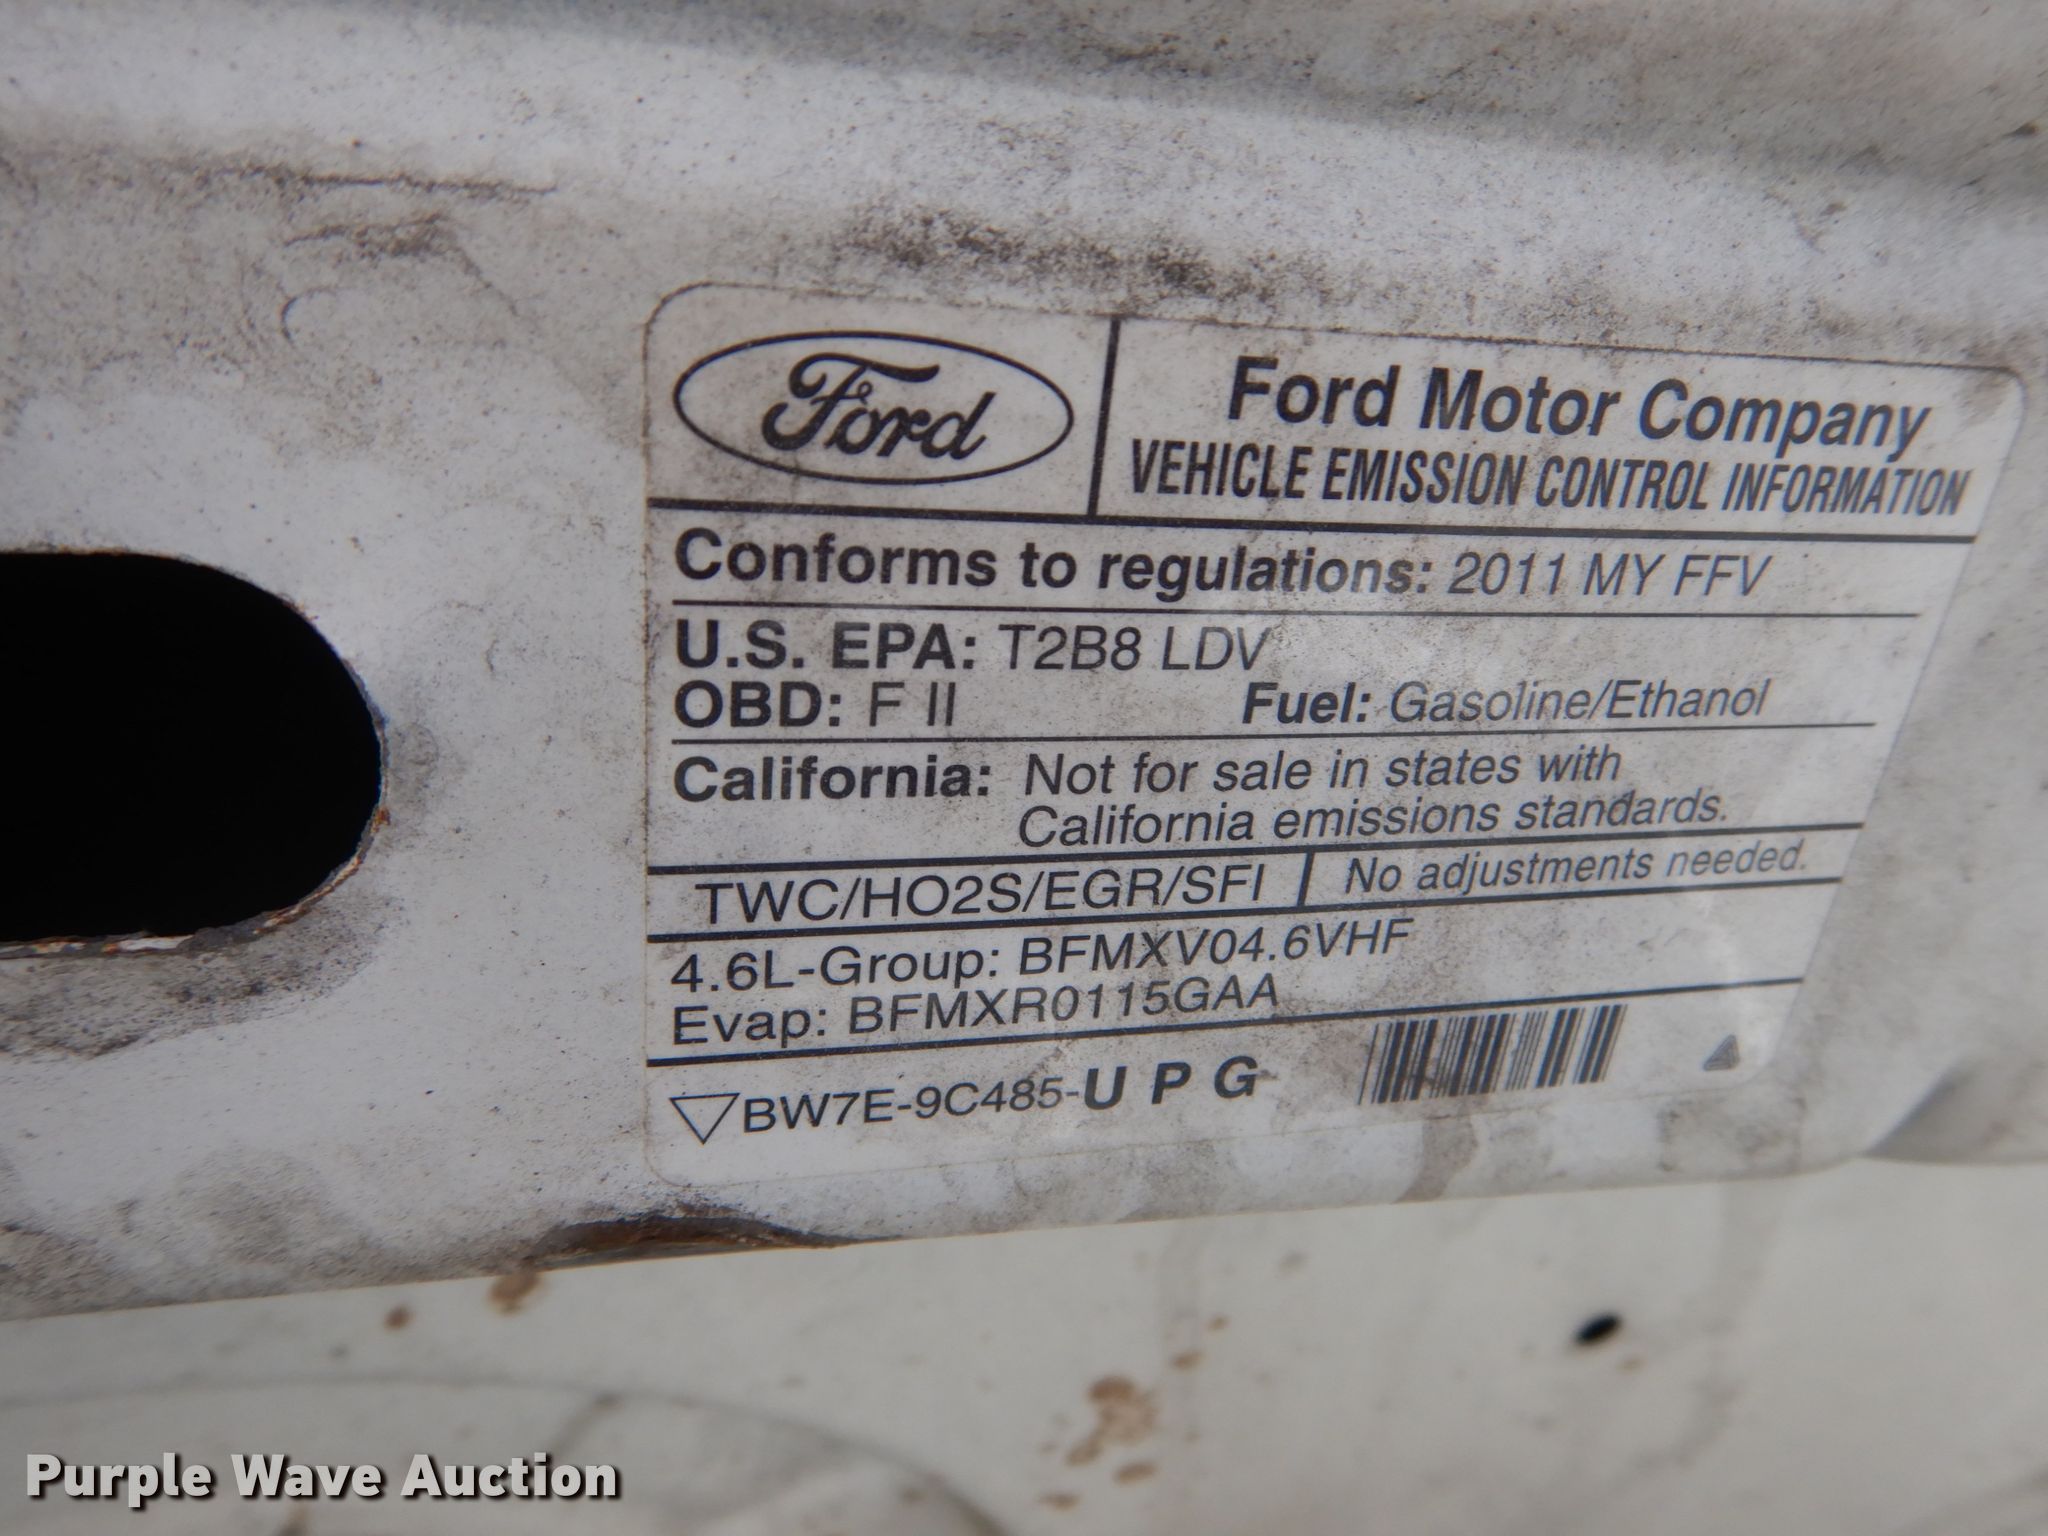 Ford
Ford Motor Company
VEHICLE EMISSION CONTROL INFORMATION
Conforms to regulations: 2011 MY FFV
U.S. EPA: T2B8 LDV
OBD: F II Fuel: Gasoline/Ethanol
California: Not for sale in states with
California emissions standards.
TWC/HO2S/EGR/SFI No adjustments needed.
4.6L-Group: BFMXV04.6VHF
Evap: BFMXR0115GAA
BW7E-9C485-U P G
Purple Wave Auction